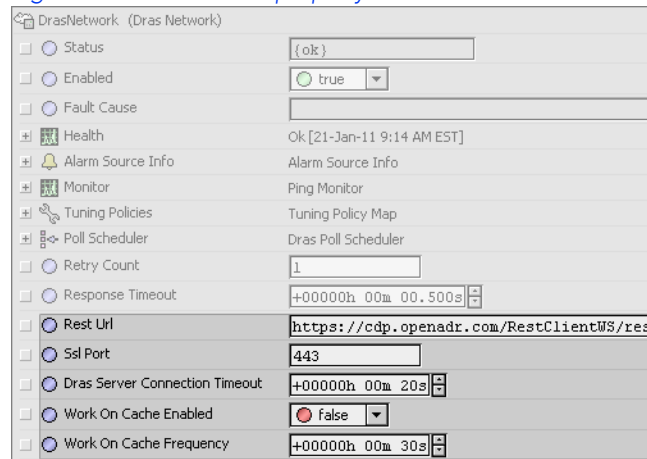 DrasNetwork (Dras Network)
Status {ok}
Enabled true
Fault Cause
Health Ok [21-Jan-11 9:14 AM EST]
Alarm Source Info Alarm Source Info
Monitor Ping Monitor
Tuning Policies Tuning Policy Map
Poll Scheduler Dras Poll Scheduler
Retry Count 1
Response Timeout +00000h 00m 00.500s
Rest Url https://cdp.openadr.com/RestClientWS/res
Ssl Port 443
Dras Server Connection Timeout +00000h 00m 20s
Work On Cache Enabled false
Work On Cache Frequency +00000h 00m 30s